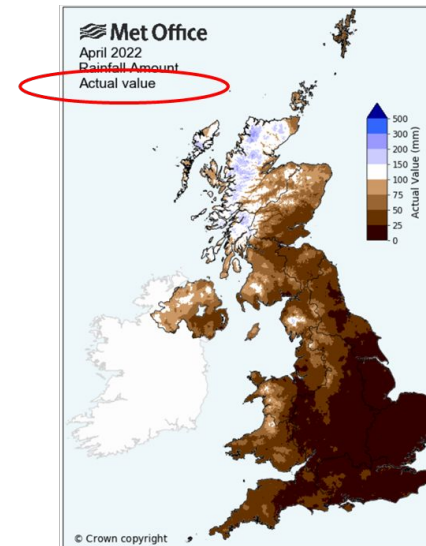 Met Office
April 2022
Rainfall Amount
Actual value
500
300
200
150
100
75
50
25
0
Actual Value (mm)
© Crown copyright